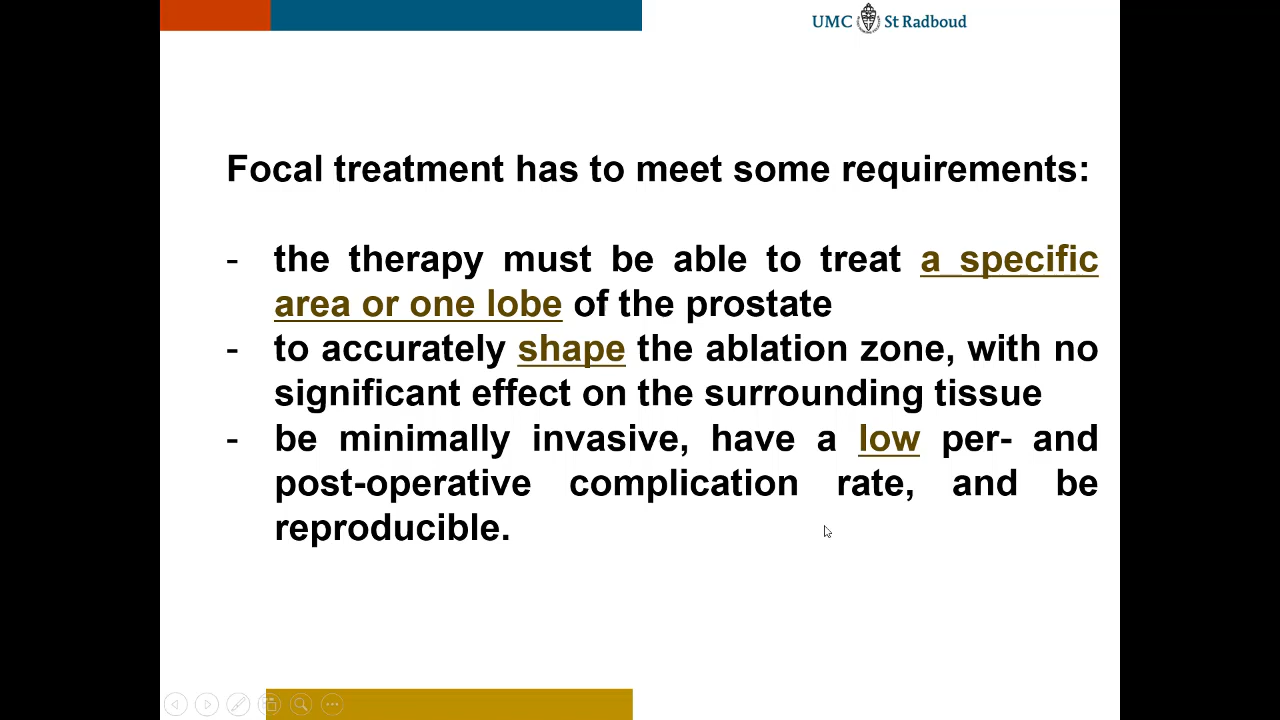 UMC St Radboud
Focal treatment has to meet some requirements:
- the therapy must be able to treat a specific
area or one lobe of the prostate
- to accurately shape the ablation zone, with no
significant effect on the surrounding tissue
- be minimally invasive, have a low per- and
post-operative complication rate, and be
reproducible.